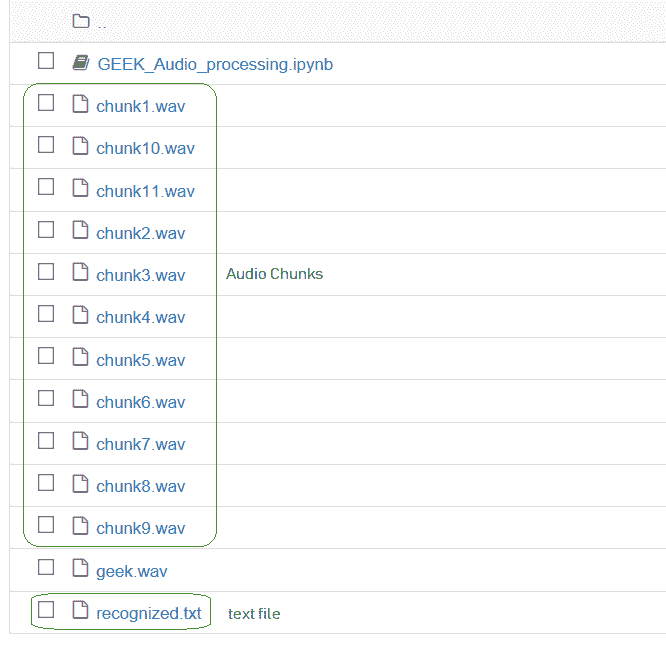 ..
GEEK_Audio_processing.ipynb
chunk1.wav
chunk10.wav
chunk11.wav
chunk2.wav
chunk3.wav Audio Chunks
chunk4.wav
chunk5.wav
chunk6.wav
chunk7.wav
chunk8.wav
chunk9.wav
geek.wav
recognized.txt text file